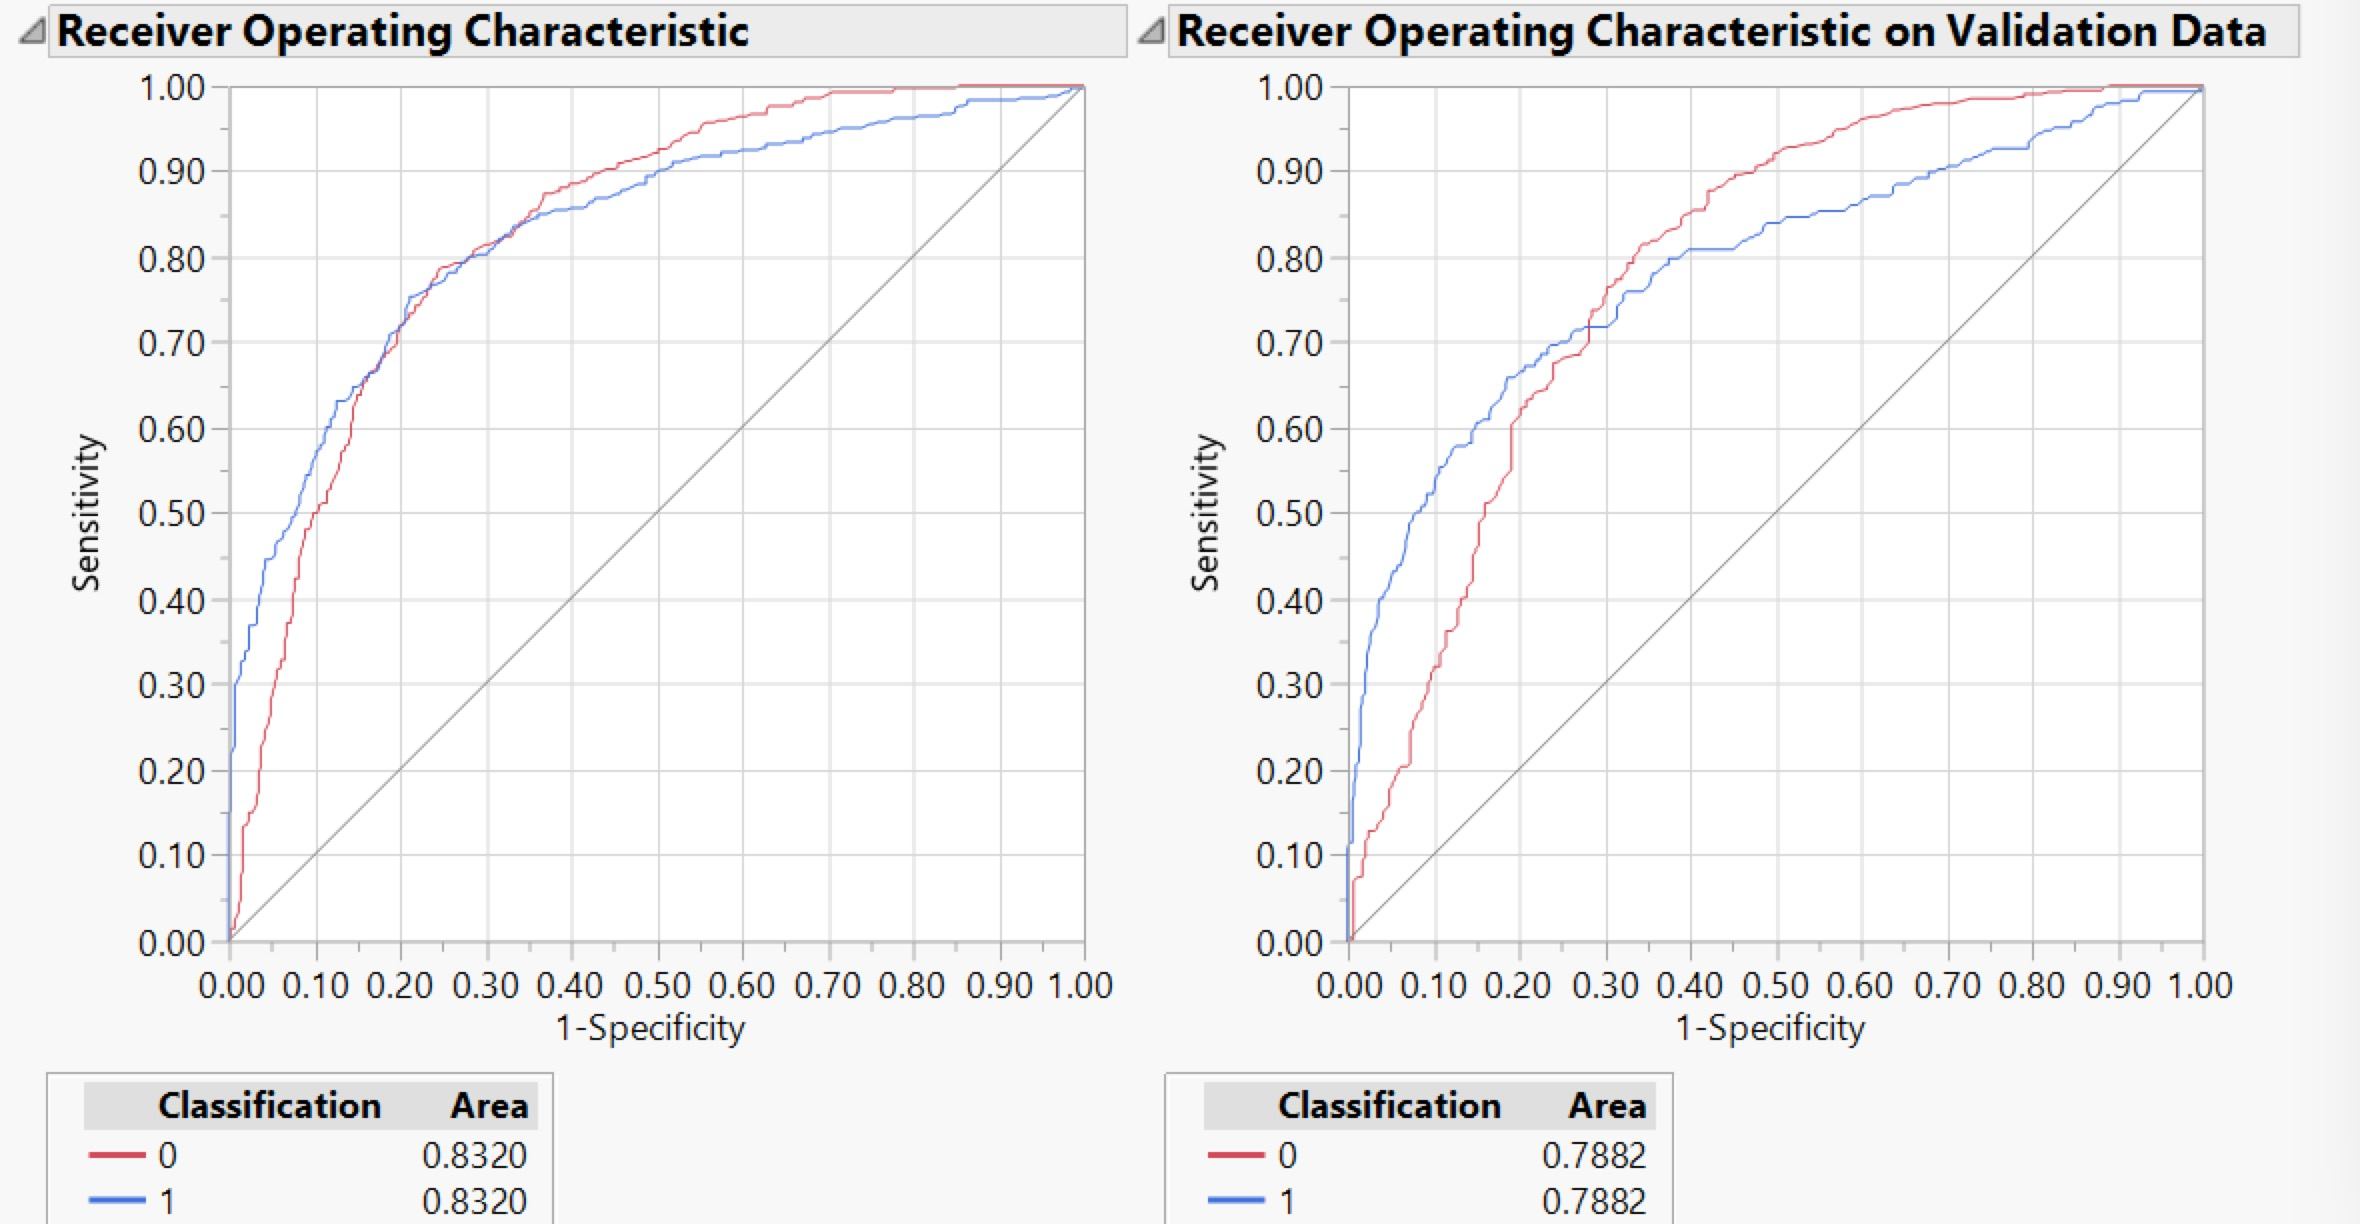 Receiver Operating Characteristic
1.00
0.90
0.80
0.70
0.60
0.50
0.40
0.30
0.20
0.10
0.00
Sensitivity
0.00 0.10 0.20 0.30 0.40 0.50 0.60 0.70 0.80 0.90 1.00
1-Specificity
Classification Area
0 0.8320
1 0.8320
Receiver Operating Characteristic on Validation Data
1.00
0.90
0.80
0.70
0.60
0.50
0.40
0.30
0.20
0.10
0.00
Sensitivity
0.00 0.10 0.20 0.30 0.40 0.50 0.60 0.70 0.80 0.90 1.00
1-Specificity
Classification Area
0 0.7882
1 0.7882